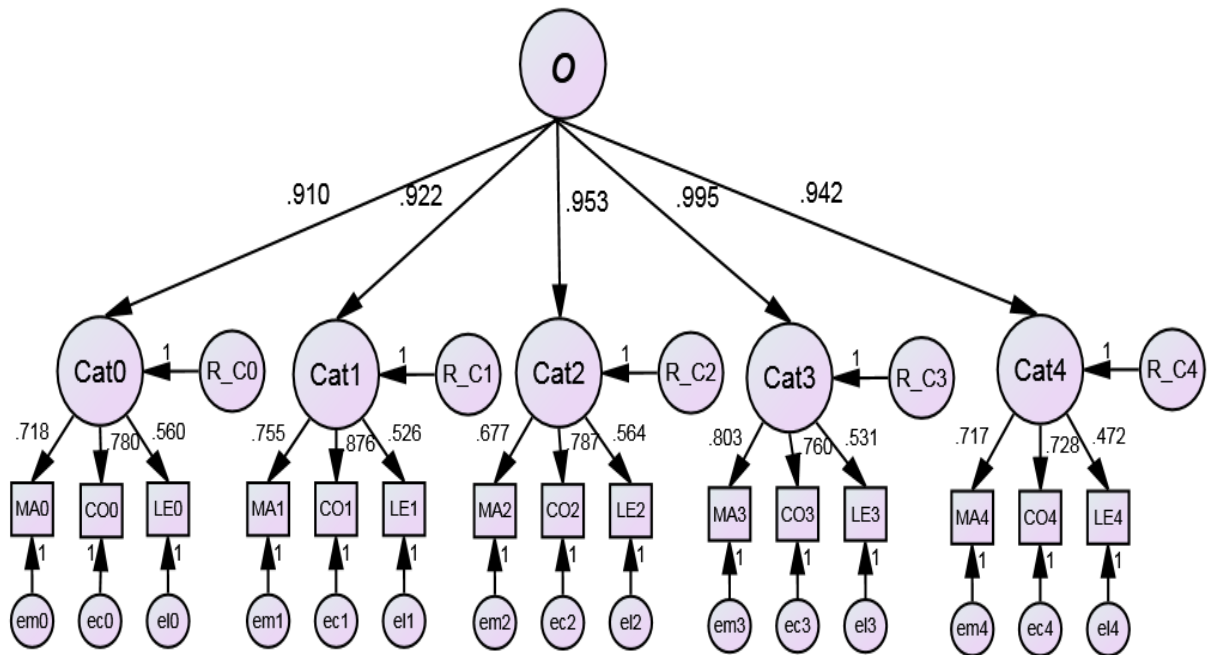 O
.910 .922 .953 .995 .942
Cat0 1 R_C0 Cat1 1 R_C1 Cat2 1 R_C2 Cat3 1 R_C3 Cat4 1 R_C4
.718 .780 .560 .755 .876 .526 .677 .787 .564 .803 .760 .531 .717 .728 .472
MA0 CO0 LE0 MA1 CO1 LE1 MA2 CO2 LE2 MA3 CO3 LE3 MA4 CO4 LE4
1 1 1 1 1 1 1 1 1 1 1 1 1 1 1
em0 ec0 el0 em1 ec1 el1 em2 ec2 el2 em3 ec3 el3 em4 ec4 el4